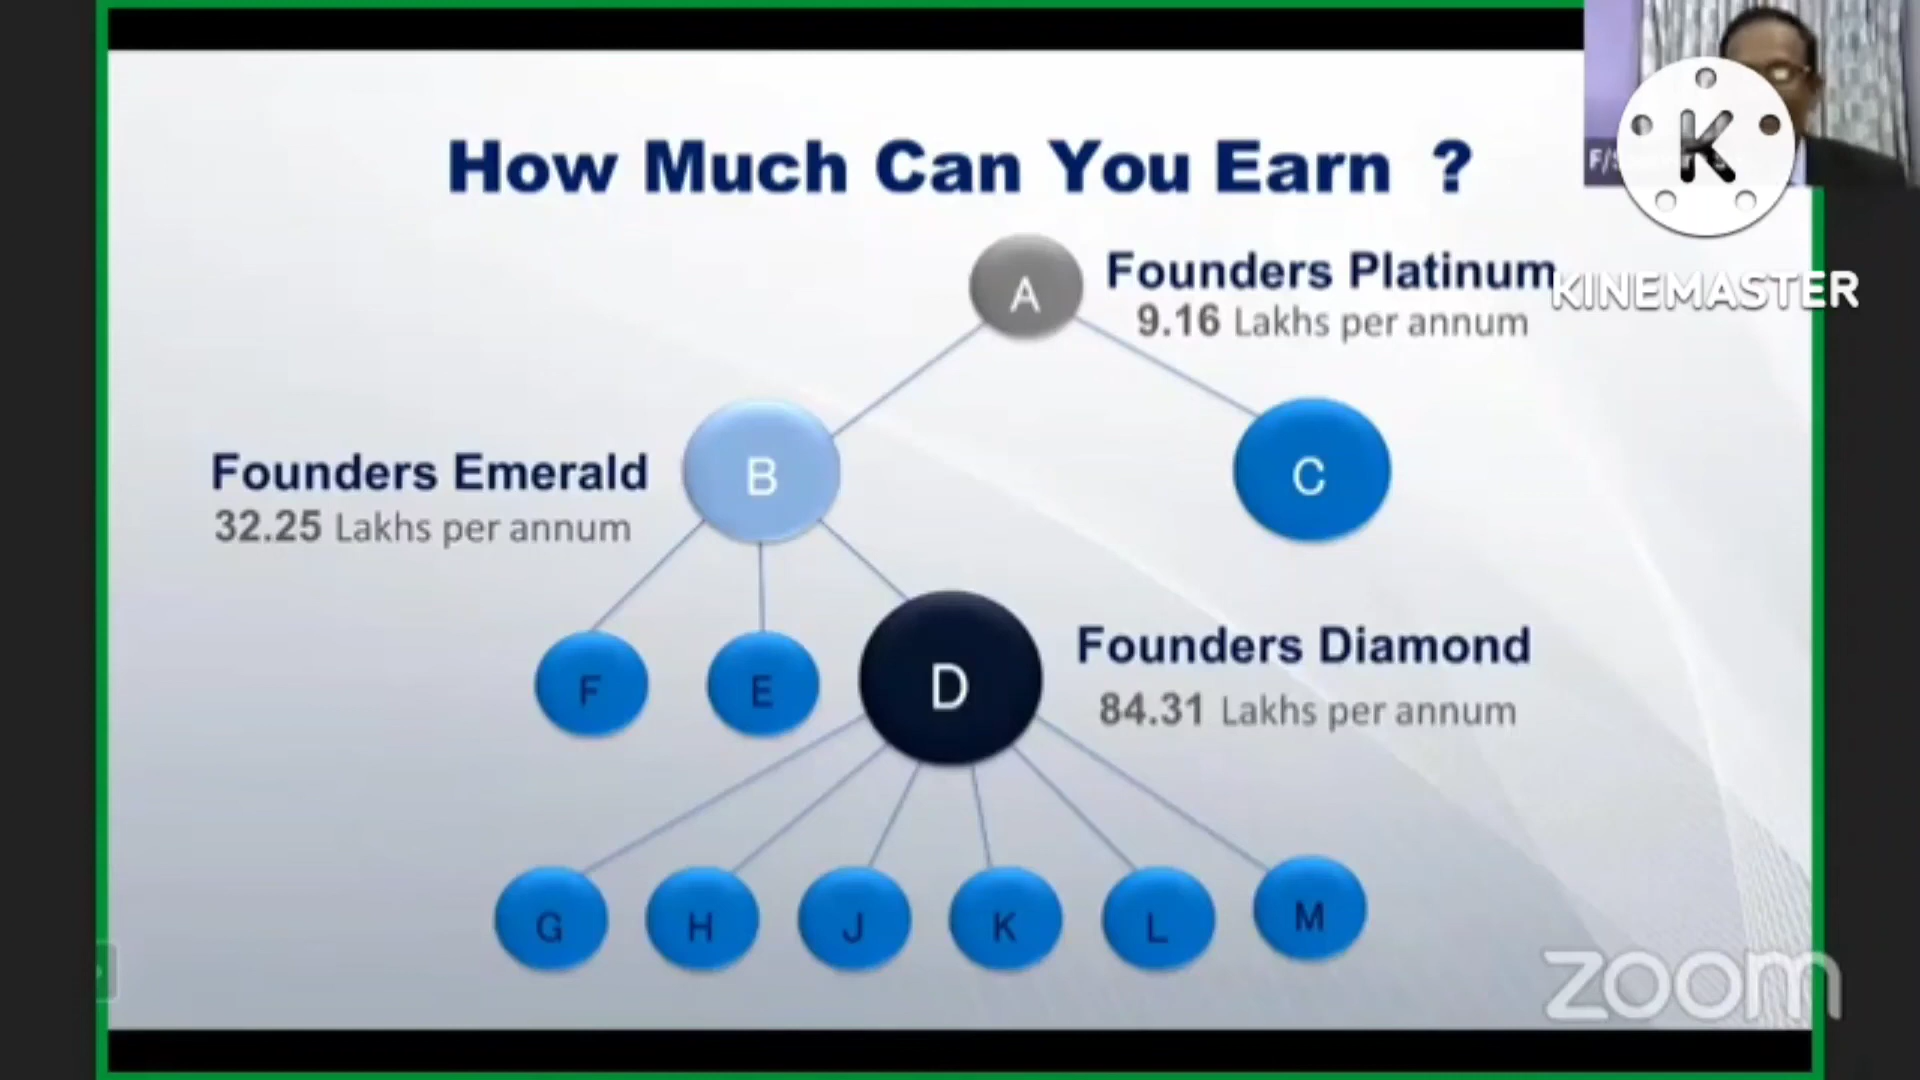 How Much Can You Earn ?
A
Founders Platinum
9.16 Lakhs per annum
KINEMASTER
K
B
C
Founders Emerald
32.25 Lakhs per annum
F
E
D
Founders Diamond
84.31 Lakhs per annum
G
H
J
K
L
M
zoom